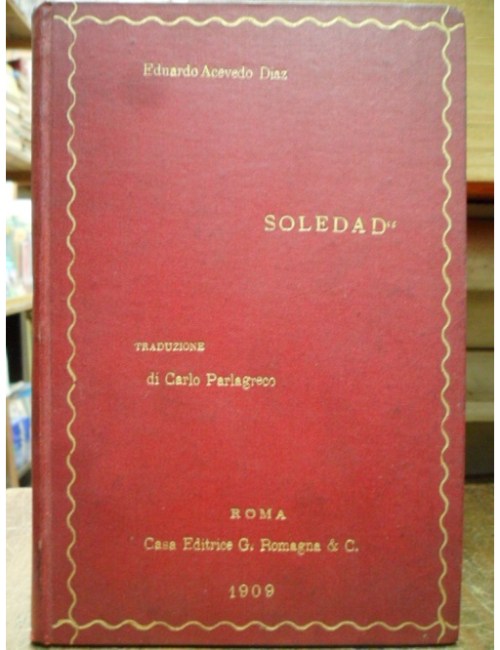 Eduardo Acevedo Diaz
SOLEDAD“
TRADUZIONE
di Carlo Parlagreco
ROMA
Casa Editrice G. Romagna & C.
1909